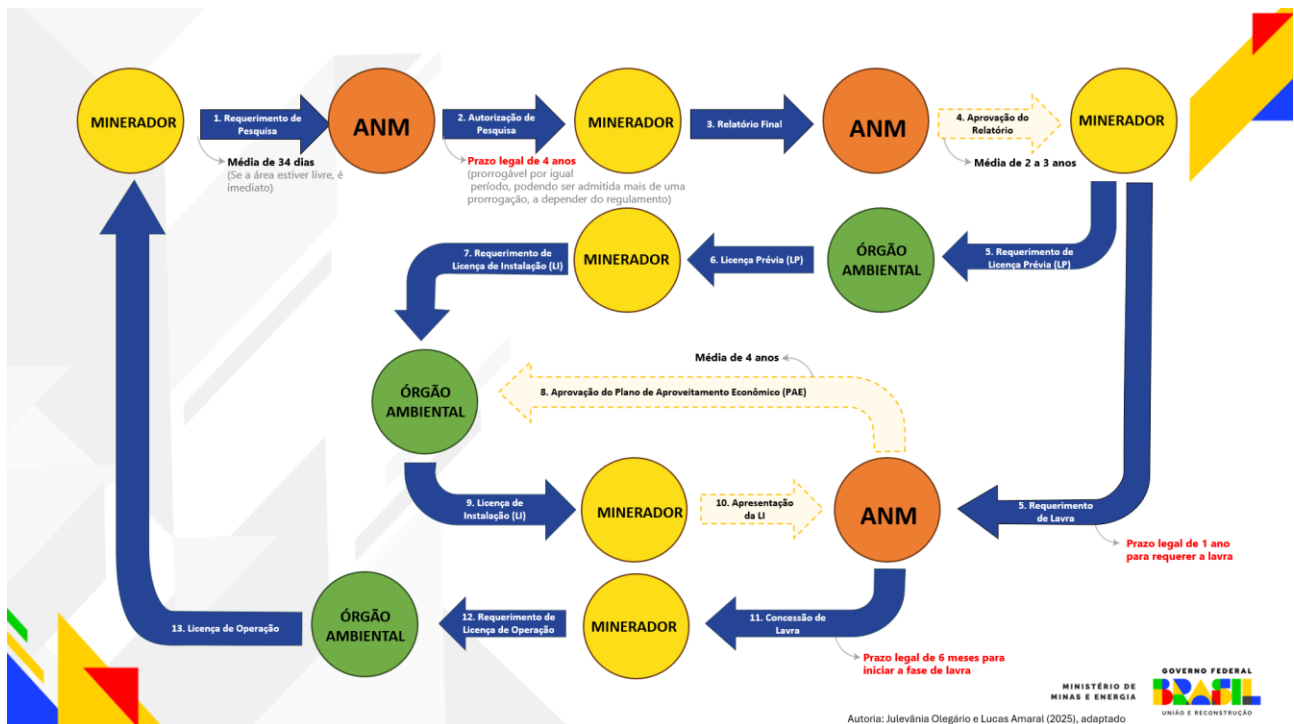 MINERADOR
1. Requerimento de
Pesquisa
Média de 34 dias
(Se a área estiver livre, é
imediato)
ANM
2. Autorização de
Pesquisa
Prazo legal de 4 anos
(prorrogável por igual
período, podendo ser admitida mais de uma
prorrogação, a depender do regulamento)
MINERADOR
3. Relatório Final
ANM
4. Aprovação do
Relatório
Média de 2 a 3 anos
MINERADOR
5. Requerimento de
Licença Prévia (LP)
ÓRGÃO
AMBIENTAL
6. Licença Prévia (LP)
MINERADOR
7. Requerimento de
Licença de Instalação (LI)
ÓRGÃO
AMBIENTAL
Média de 4 anos
8. Aprovação do Plano de Aproveitamento Econômico (PAE)
9. Licença de
Instalação (LI)
MINERADOR
10. Apresentação
da LI
ANM
5. Requerimento
de Lavra
Prazo legal de 1 ano
para requerer a lavra
11. Concessão de
Lavra
Prazo legal de 6 meses para
iniciar a fase de lavra
MINERADOR
12. Requerimento de
Licença de Operação
ÓRGÃO
AMBIENTAL
13. Licença de Operação
MINISTÉRIO DE
MINAS E ENERGIA
GOVERNO FEDERAL
BRASIL
UNIÃO E RECONSTRUÇÃO
Autoria: Julevânia Olegário e Lucas Amaral (2025), adaptado